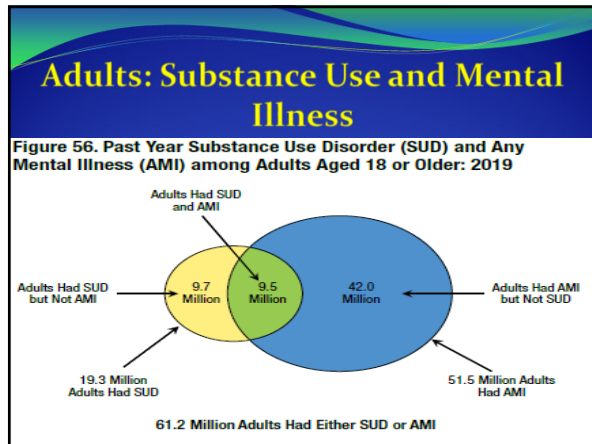 Adults: Substance Use and Mental
Illness
Figure 56. Past Year Substance Use Disorder (SUD) and Any
Mental Illness (AMI) among Adults Aged 18 or Older: 2019
Adults Had SUD
and AMI
Adults Had SUD
but Not AMI
9.7
Million
9.5
Million
42.0
Million
Adults Had AMI
but Not SUD
19.3 Million
Adults Had SUD
51.5 Million Adults
Had AMI
61.2 Million Adults Had Either SUD or AMI